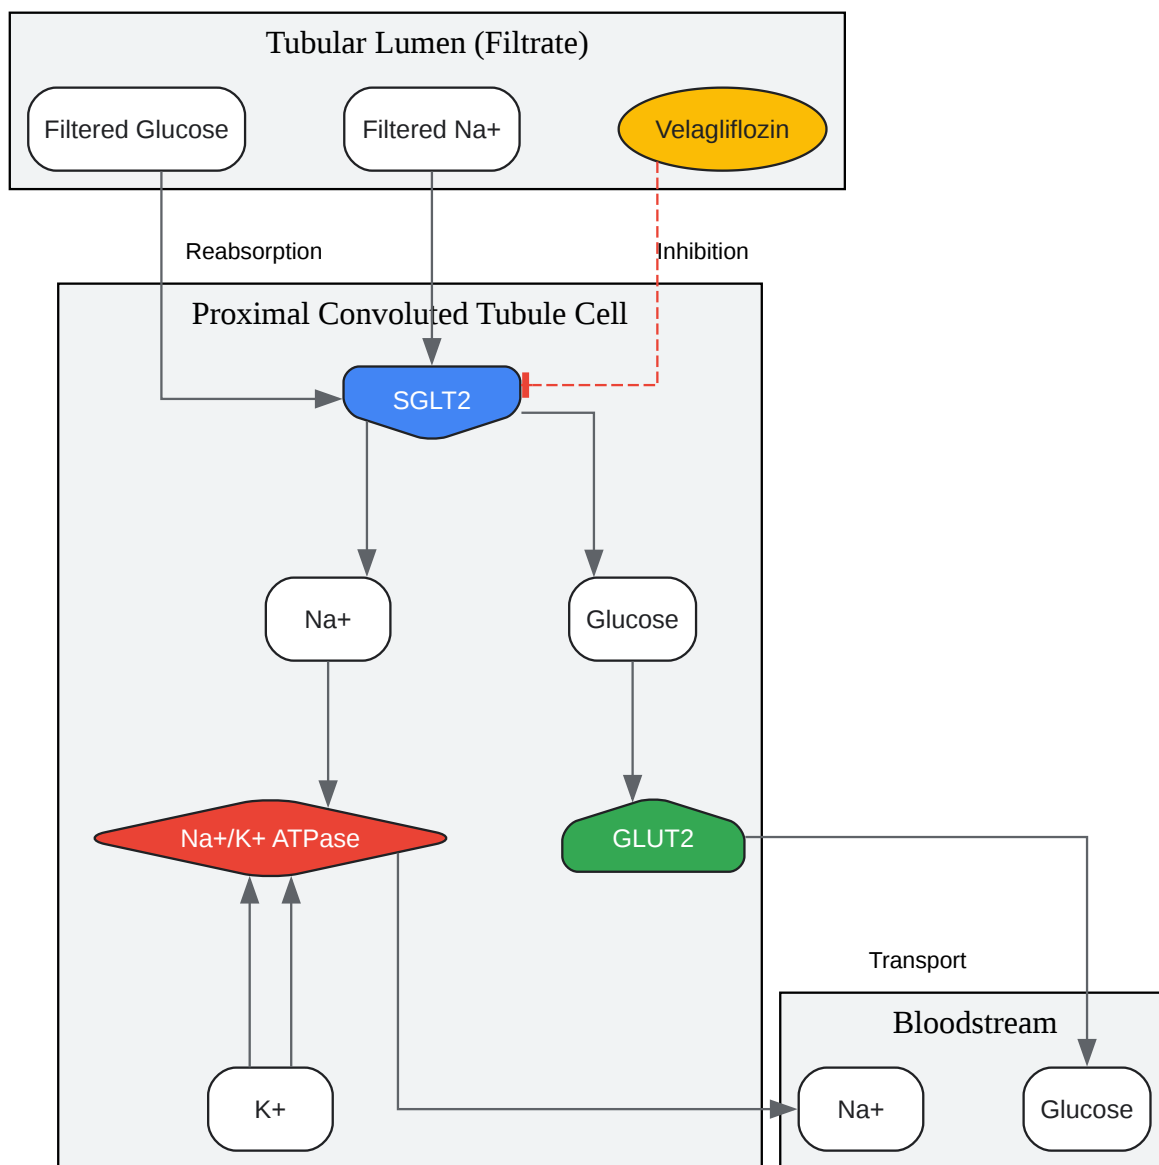 Tubular Lumen (Filtrate)
Filtered Glucose
Filtered Na+
Velagliflozin
Reabsorption
Inhibition
Proximal Convoluted Tubule Cell
SGLT2
Na+
Glucose
Na+/K+ ATPase
GLUT2
Transport
Bloodstream
K+
Na+
Glucose